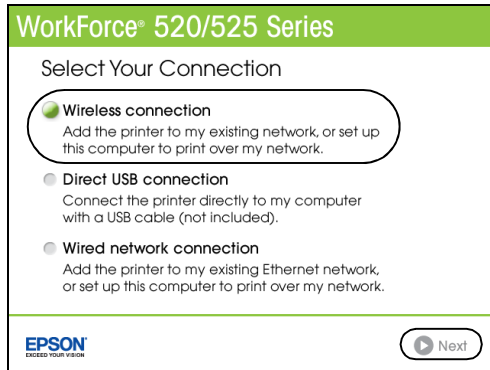 WorkForce® 520/525 Series
Select Your Connection
Wireless connection
Add the printer to my existing network, or set up
this computer to print over my network.
Direct USB connection
Connect the printer directly to my computer
with a USB cable (not included).
Wired network connection
Add the printer to my existing Ethernet network,
or set up this computer to print over my network.
EPSON®
EXCEED YOUR VISION
Next